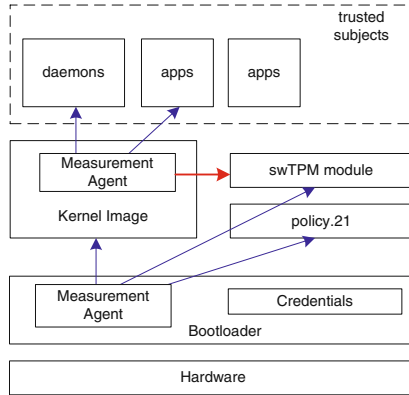 trusted
subjects
daemons
apps
apps
Measurement
Agent
Kernel Image
swTPM module
policy.21
Measurement
Agent
Credentials
Bootloader
Hardware